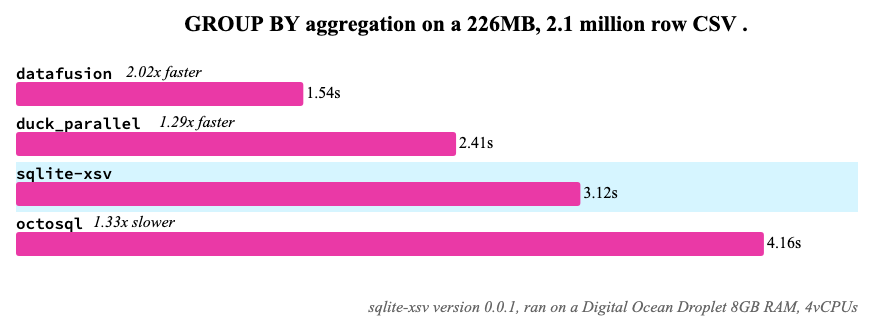 GROUP BY aggregation on a 226MB, 2.1 million row CSV .
datafusion 2.02x faster
1.54s
duck_parallel 1.29x faster
2.41s
sqlite-xsv
3.12s
octosql 1.33x slower
4.16s
sqlite-xsv version 0.0.1, ran on a Digital Ocean Droplet 8GB RAM, 4vCPUs